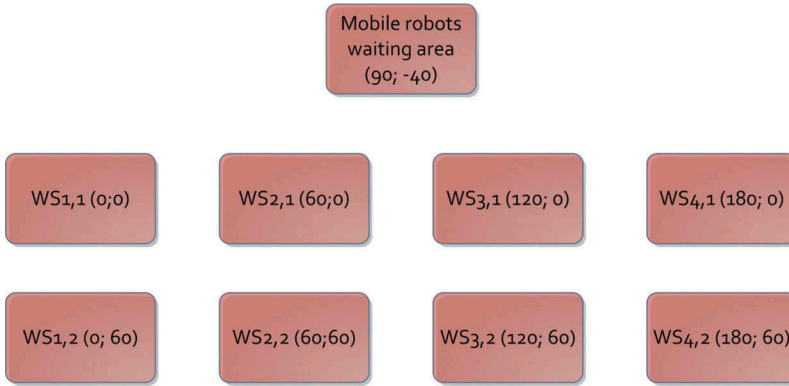 Mobile robots
waiting area
(90; -40)
WS1,1 (0;0)
WS2,1 (60;0)
WS3,1 (120; 0)
WS4,1 (180; 0)
WS1,2 (0; 60)
WS2,2 (60;60)
WS3,2 (120; 60)
WS4,2 (180; 60)